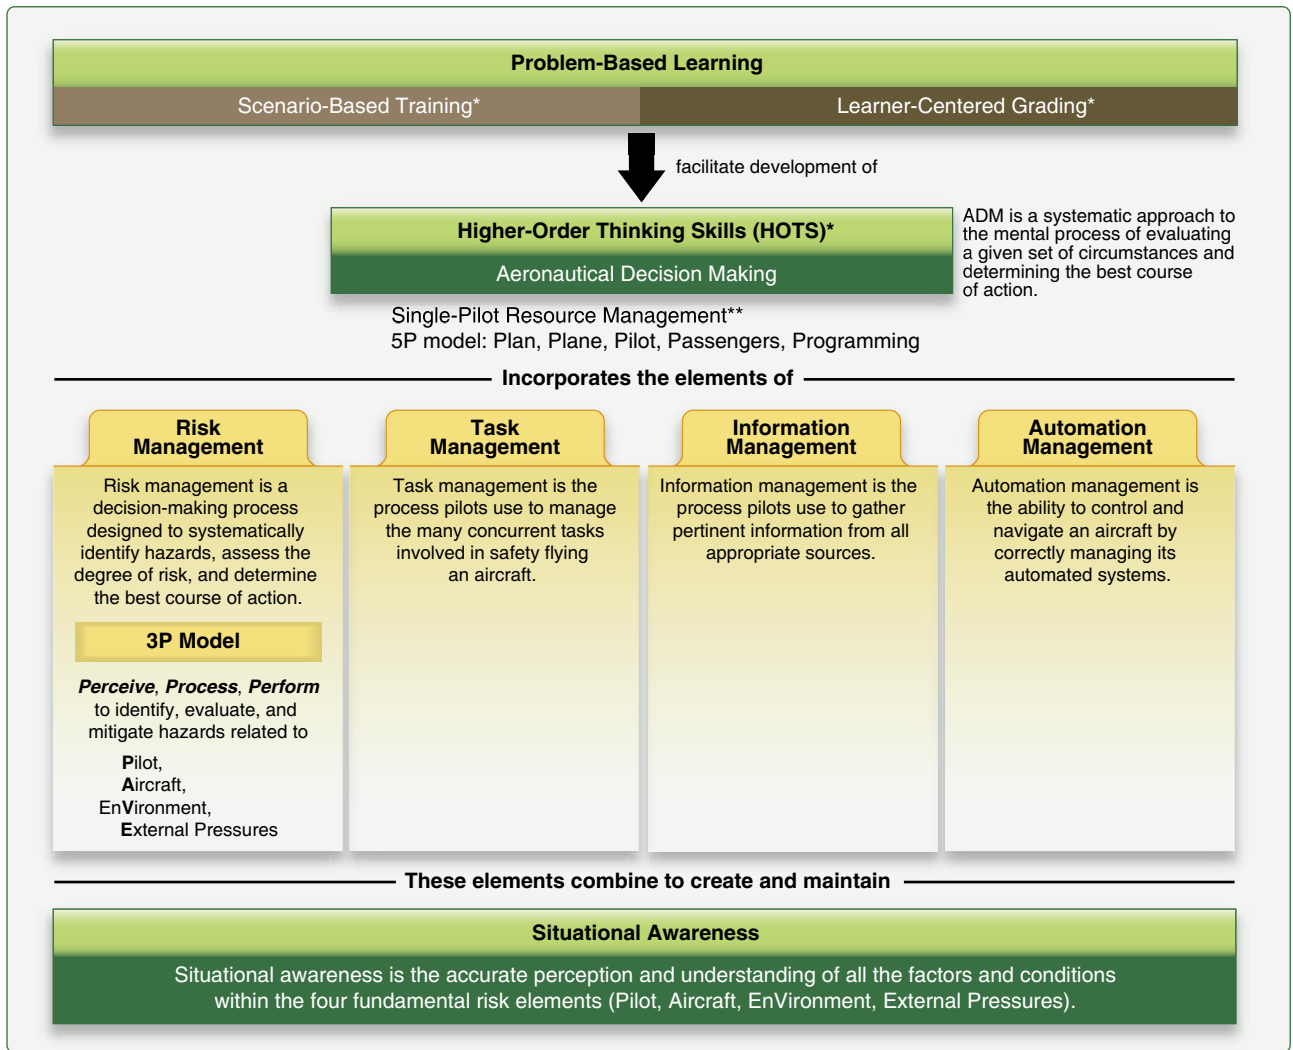 Problem-Based Learning
Scenario-Based Training*
Learner-Centered Grading*
facilitate development of
Higher-Order Thinking Skills (HOTS)*
Aeronautical Decision Making
ADM is a systematic approach to
the mental process of evaluating
a given set of circumstances and
determining the best course
of action.
Single-Pilot Resource Management**
5P model: Plan, Plane, Pilot, Passengers, Programming
Incorporates the elements of
Risk
Management
Risk management is a
decision-making process
designed to systematically
identify hazards, assess the
degree of risk, and determine
the best course of action.
3P Model
Perceive, Process, Perform
to identify, evaluate, and
mitigate hazards related to
Pilot,
Aircraft,
EnVironment,
External Pressures
Task
Management
Task management is the
process pilots use to manage
the many concurrent tasks
involved in safety flying
an aircraft.
Information
Management
Information management is the
process pilots use to gather
pertinent information from all
appropriate sources.
Automation
Management
Automation management is
the ability to control and
navigate an aircraft by
correctly managing its
automated systems.
These elements combine to create and maintain
Situational Awareness
Situational awareness is the accurate perception and understanding of all the factors and conditions
within the four fundamental risk elements (Pilot, Aircraft, EnVironment, External Pressures).